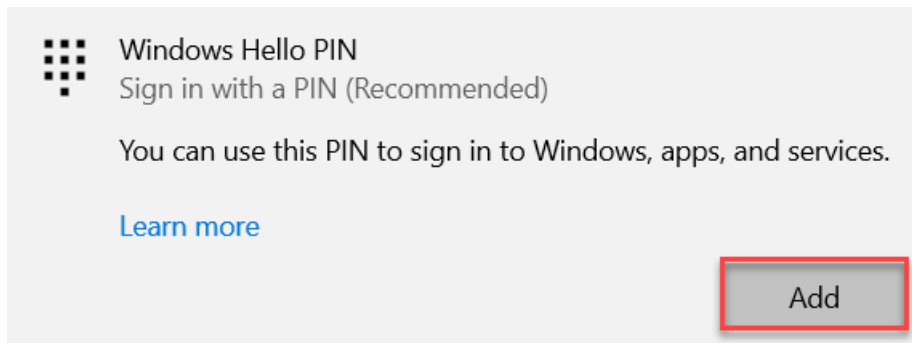 Windows Hello PIN
Sign in with a PIN (Recommended)
You can use this PIN to sign in to Windows, apps, and services.
Learn more
Add